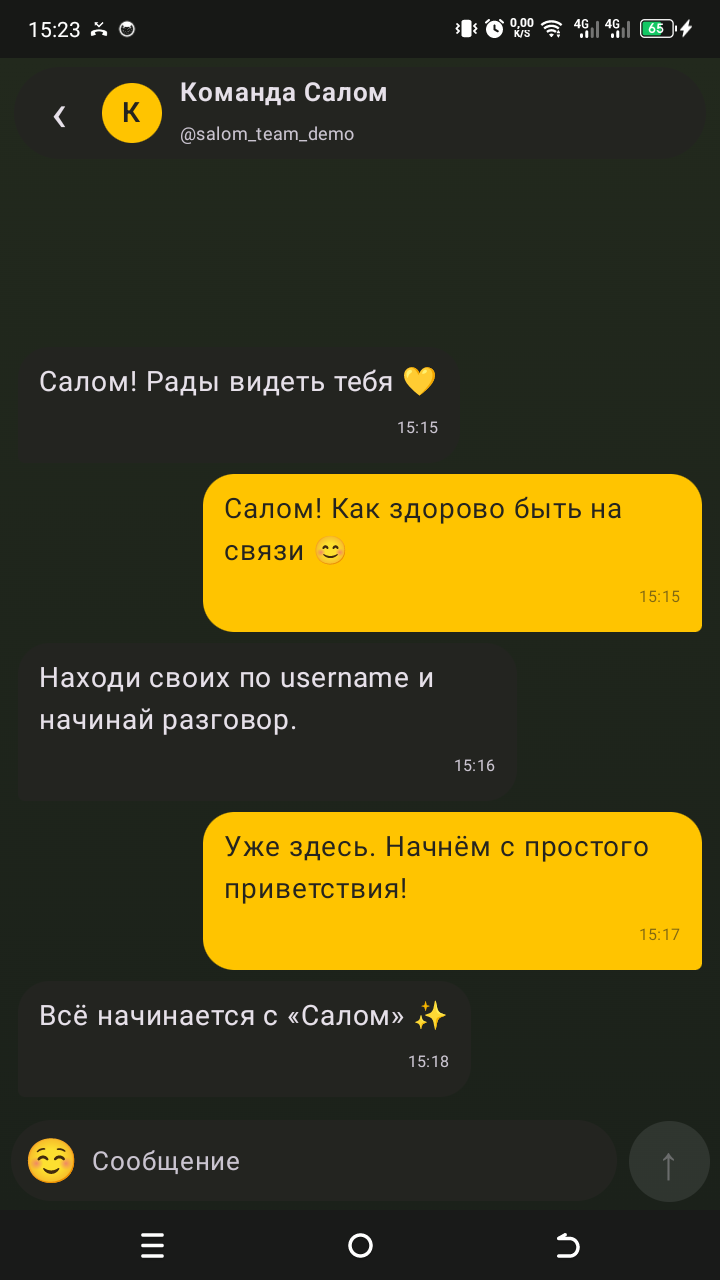 15:23
0,00
K/S
4G
4G
65
К
Команда Салом
@salom_team_demo
Салом! Рады видеть тебя 💛
15:15
Салом! Как здорово быть на
связи 😊
15:15
Находи своих по username и
начинай разговор.
15:16
Уже здесь. Начнём с простого
приветствия!
15:17
Всё начинается с «Салом» ✨
15:18
Сообщение